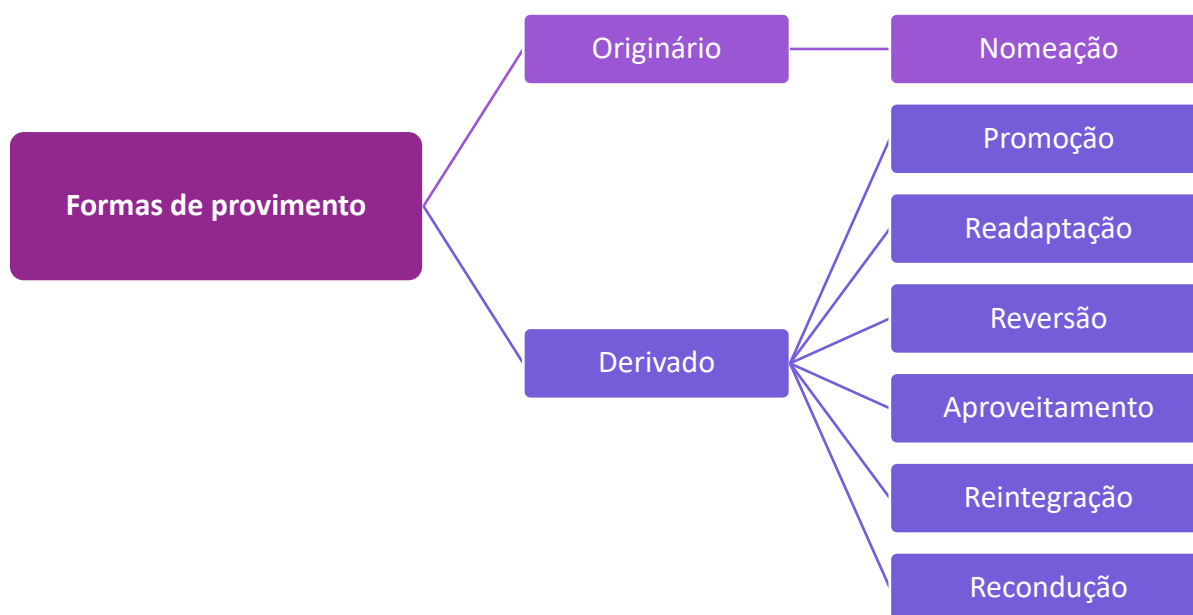 Formas de provimento
Originário
Nomeação
Derivado
Promoção
Readaptação
Reversão
Aproveitamento
Reintegração
Recondução